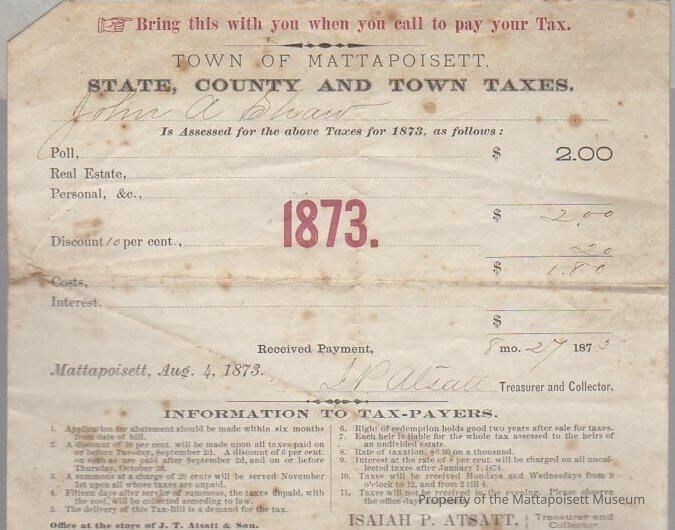 Bring this with you when you call to pay your Tax.
TOWN OF MATTAPOISETT.
STATE, COUNTY AND TOWN TAXES.
John A Shaw
Is Assessed for the above Taxes for 1873, as follows:
Poll, $ 2.00
Real Estate,
Personal, &c.,
$ 2.00
1873.
Discount 10 per cent., 20
$ 1.80
Costs,
Interest.
$
Received Payment, 8 mo. 27 1873
Mattapoisett, Aug. 4, 1873.
I P Atsatt Treasurer and Collector.
INFORMATION TO TAX-PAYERS.
1. Application for abatement should be made within six months
from date of bill.
2. A discount of 10 per cent. will be made upon all taxes paid on
or before Tuesday, September 2d. A discount of 6 per cent.
on such as are paid after September 2d, and on or before
Thursday, October 2d.
3. A summons at a charge of 20 cents will be served November
1st upon all whose taxes are unpaid.
4. Fifteen days after service of summons, the taxes unpaid, with
the cost, will be collected according to law.
5. The delivery of this Tax-Bill is a demand for the tax.
6. Right of redemption holds good two years after sale for taxes.
7. Each heir is liable for the whole tax assessed to the heirs of
an undivided estate.
8. Rate of taxation, $6.50 on a thousand.
9. Interest at the rate of 8 per cent. will be charged on all uncol-
lected taxes after January 1, 1874.
10. Taxes will be received Mondays and Wednesdays from 9
o'clock to 12, and from 2 till 4.
11. Taxes will not be received in the evening. Please observe
the office days
Property of the Mattapoisett Museum
Office at the store of J. T. Atsatt & Son.
ISAIAH P. ATSATT, Treasurer and
Collector.